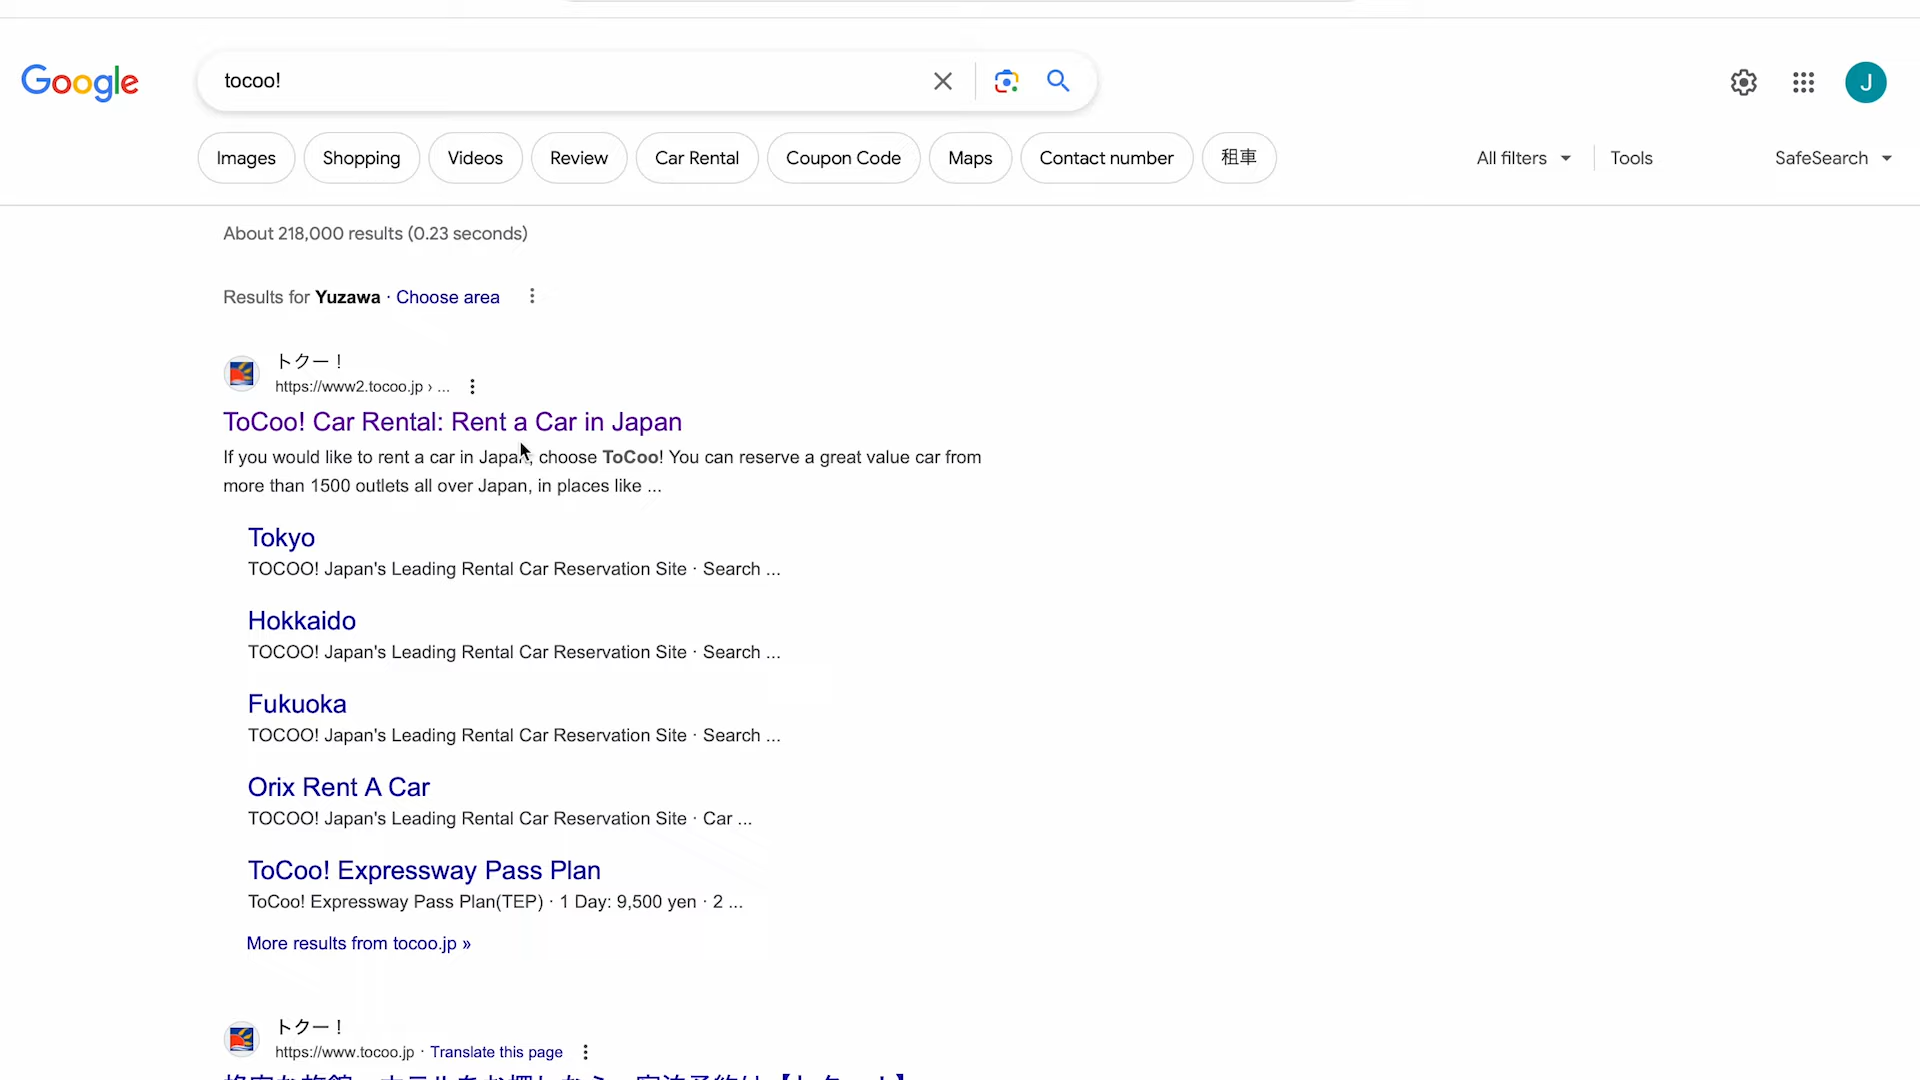 Google
tocoo!
J
Images
Shopping
Videos
Review
Car Rental
Coupon Code
Maps
Contact number
租車
All filters
Tools
SafeSearch
About 218,000 results (0.23 seconds)
Results for Yuzawa · Choose area
トクー！
https://www2.tocoo.jp › ...
ToCoo! Car Rental: Rent a Car in Japan
If you would like to rent a car in Japan, choose ToCoo! You can reserve a great value car from
more than 1500 outlets all over Japan, in places like ...
Tokyo
TOCOO! Japan's Leading Rental Car Reservation Site · Search ...
Hokkaido
TOCOO! Japan's Leading Rental Car Reservation Site · Search ...
Fukuoka
TOCOO! Japan's Leading Rental Car Reservation Site · Search ...
Orix Rent A Car
TOCOO! Japan's Leading Rental Car Reservation Site · Car ...
ToCoo! Expressway Pass Plan
ToCoo! Expressway Pass Plan(TEP) · 1 Day: 9,500 yen · 2 ...
More results from tocoo.jp »
トクー！
https://www.tocoo.jp · Translate this page